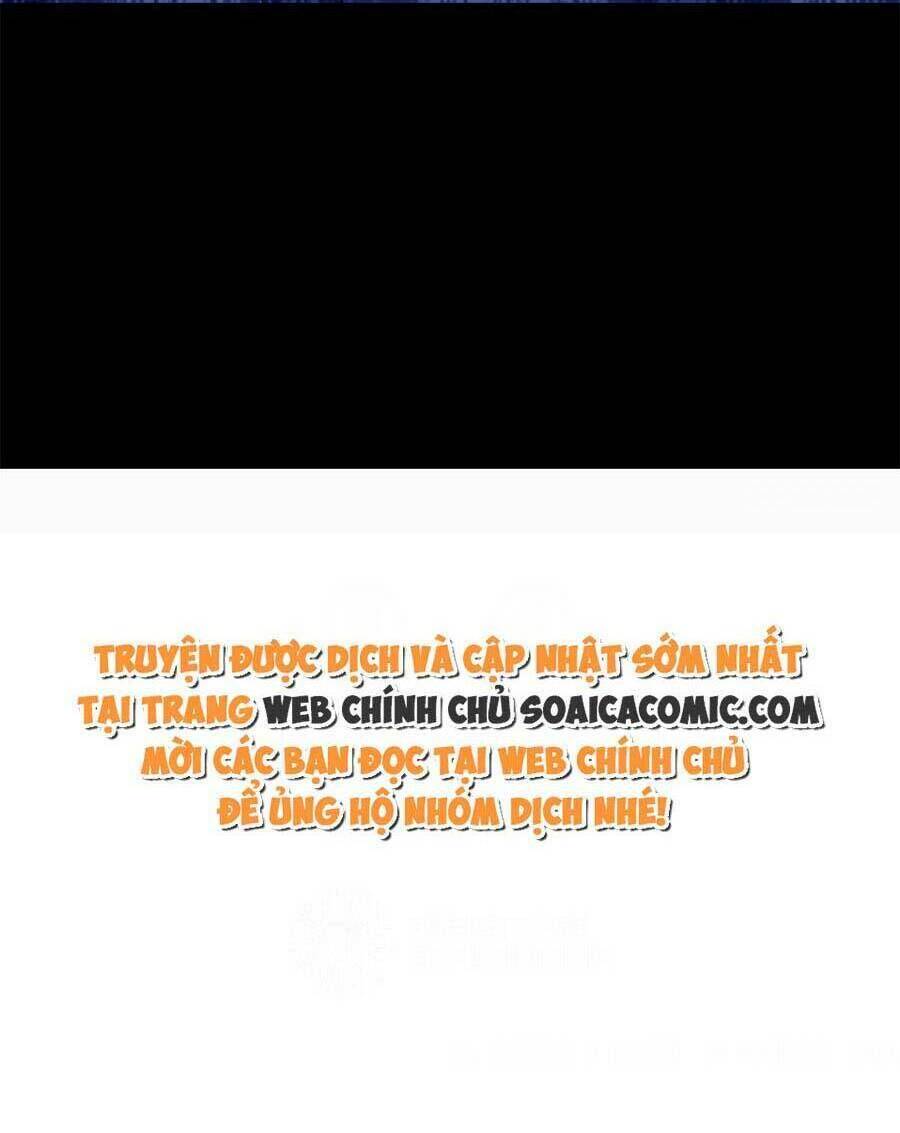 TRUYỆN ĐƯỢC DỊCH VÀ CẬP NHẬT SỚM NHẤT
TẠI TRANG WEB CHÍNH CHỦ SOAICACOMIC.COM
MỜI CÁC BẠN ĐỌC TẠI WEB CHÍNH CHỦ
ĐỂ ỦNG HỘ NHÓM DỊCH NHÉ!